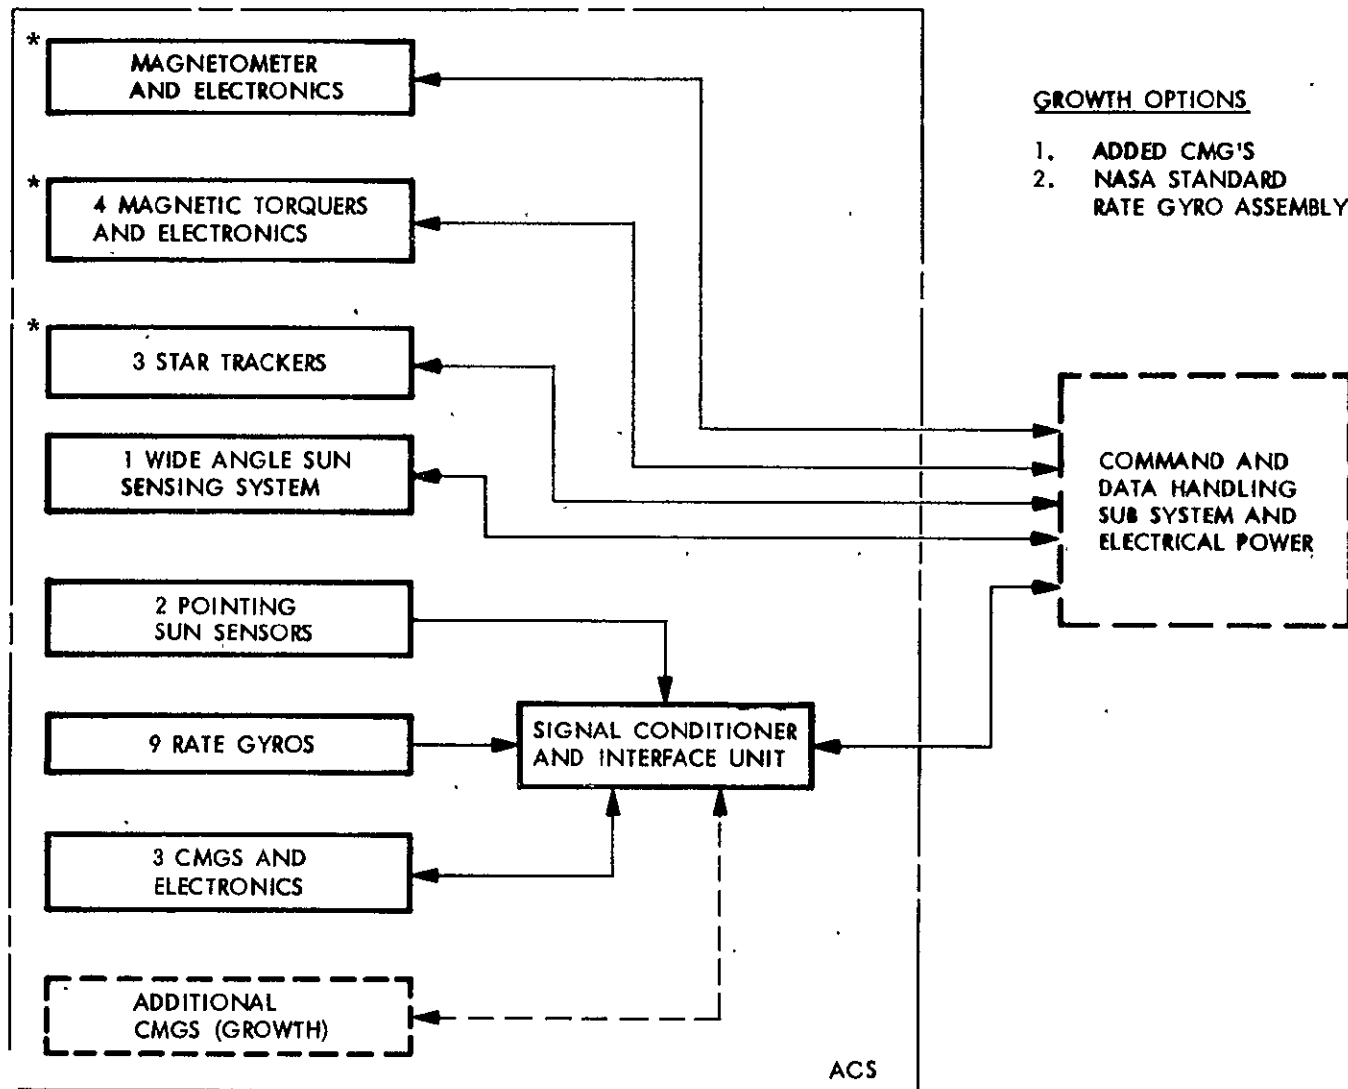 *
MAGNETOMETER
AND ELECTRONICS
*
4 MAGNETIC TORQUERS
AND ELECTRONICS
*
3 STAR TRACKERS
1 WIDE ANGLE SUN
SENSING SYSTEM
2 POINTING
SUN SENSORS
9 RATE GYROS
3 CMGS AND
ELECTRONICS
ADDITIONAL
CMGS (GROWTH)
SIGNAL CONDITIONER
AND INTERFACE UNIT
ACS
GROWTH OPTIONS
1. ADDED CMG'S
2. NASA STANDARD
RATE GYRO ASSEMBLY
COMMAND AND
DATA HANDLING
SUB SYSTEM AND
ELECTRICAL POWER